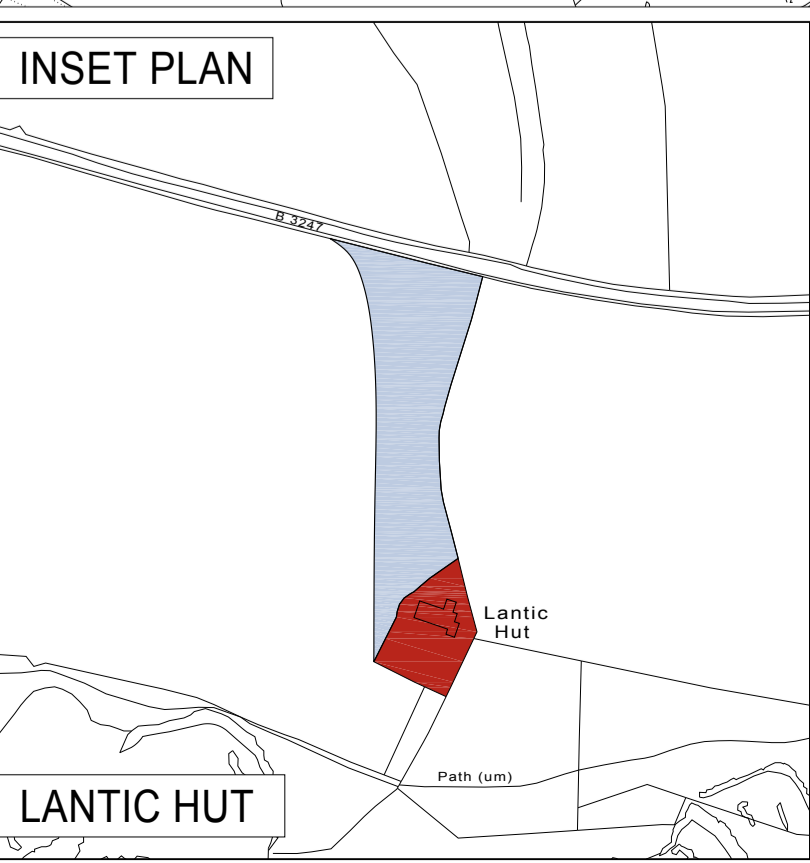 INSET PLAN
B 3247
Lantic
Hut
Path (um)
LANTIC HUT